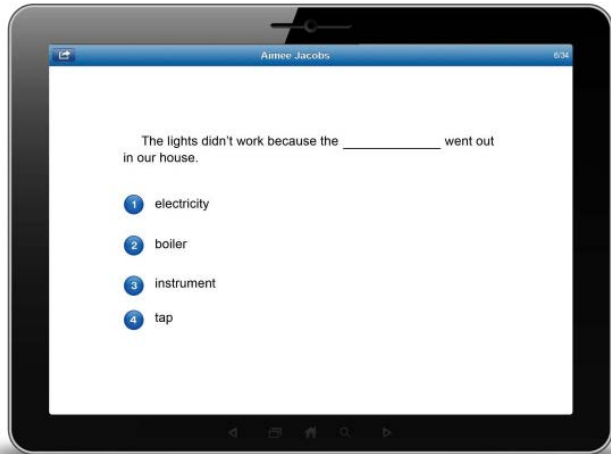 Aimee Jacobs
6/34
The lights didn't work because the ______________ went out
in our house.
1 electricity
2 boiler
3 instrument
4 tap